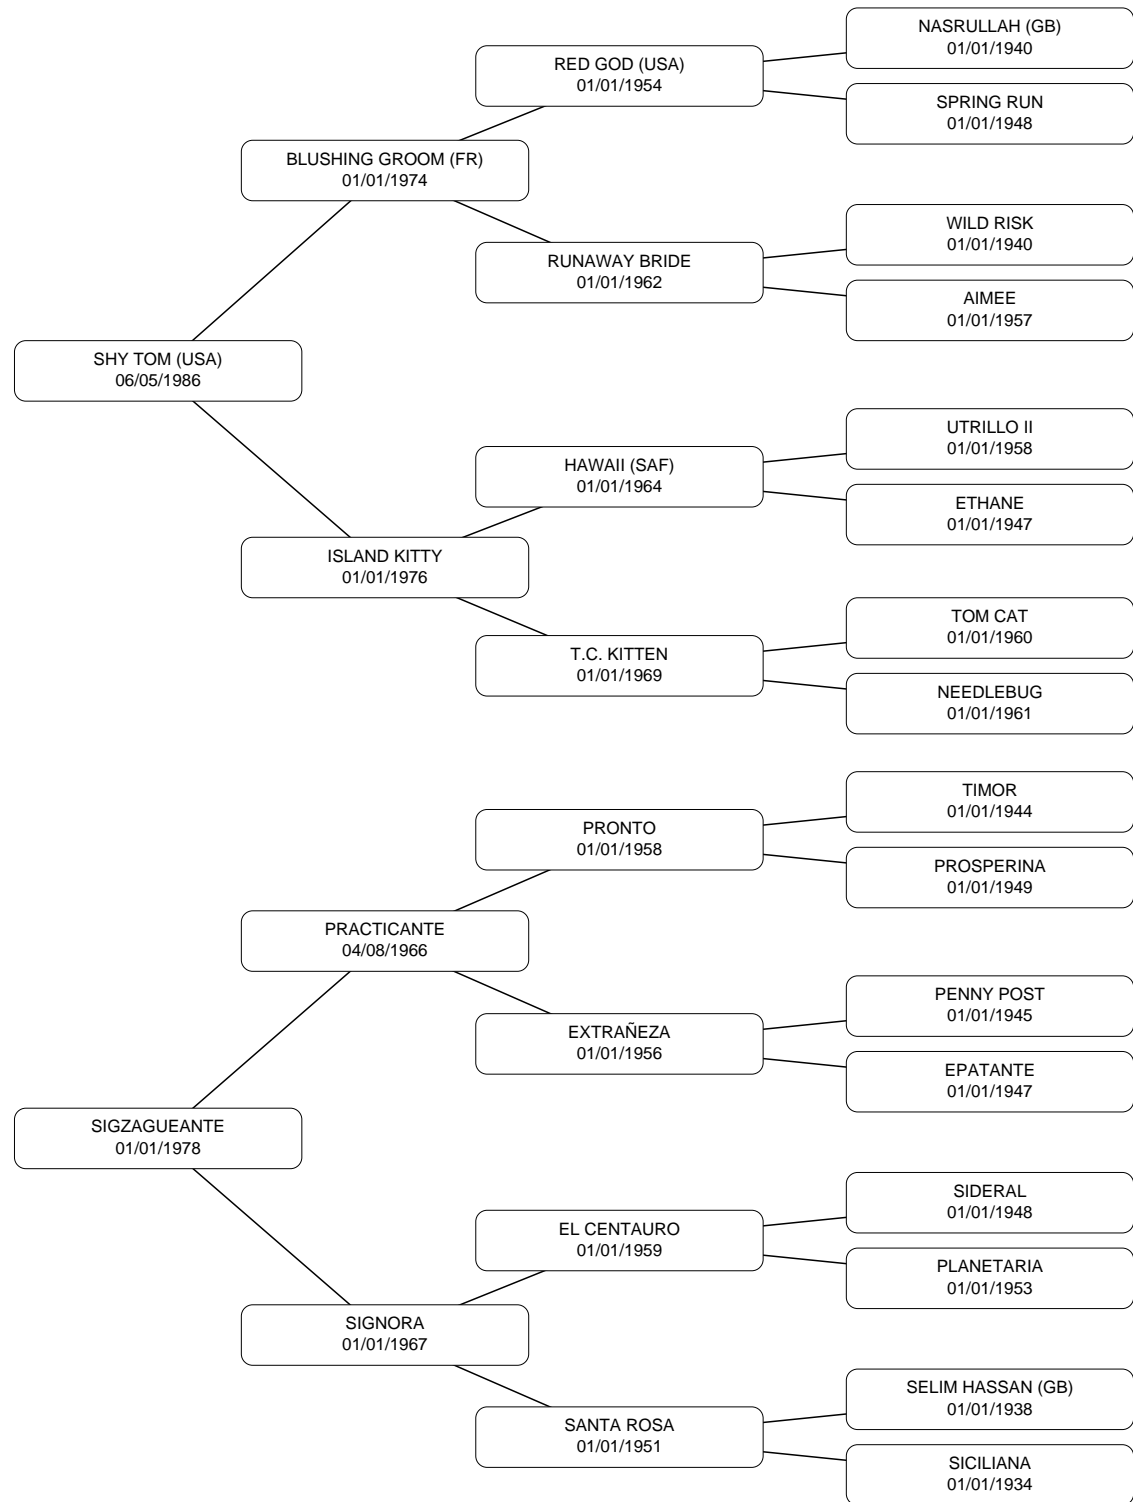 NASRULLAH (GB)
01/01/1940
RED GOD (USA)
01/01/1954
SPRING RUN
01/01/1948
BLUSHING GROOM (FR)
01/01/1974
WILD RISK
01/01/1940
RUNAWAY BRIDE
01/01/1962
AIMEE
01/01/1957
SHY TOM (USA)
06/05/1986
UTRILLO II
01/01/1958
HAWAII (SAF)
01/01/1964
ETHANE
01/01/1947
ISLAND KITTY
01/01/1976
TOM CAT
01/01/1960
T.C. KITTEN
01/01/1969
NEEDLEBUG
01/01/1961
TIMOR
01/01/1944
PRONTO
01/01/1958
PROSPERINA
01/01/1949
PRACTICANTE
04/08/1966
PENNY POST
01/01/1945
EXTRAÑEZA
01/01/1956
EPATANTE
01/01/1947
SIGZAGUEANTE
01/01/1978
SIDERAL
01/01/1948
EL CENTAURO
01/01/1959
PLANETARIA
01/01/1953
SIGNORA
01/01/1967
SELIM HASSAN (GB)
01/01/1938
SANTA ROSA
01/01/1951
SICILIANA
01/01/1934